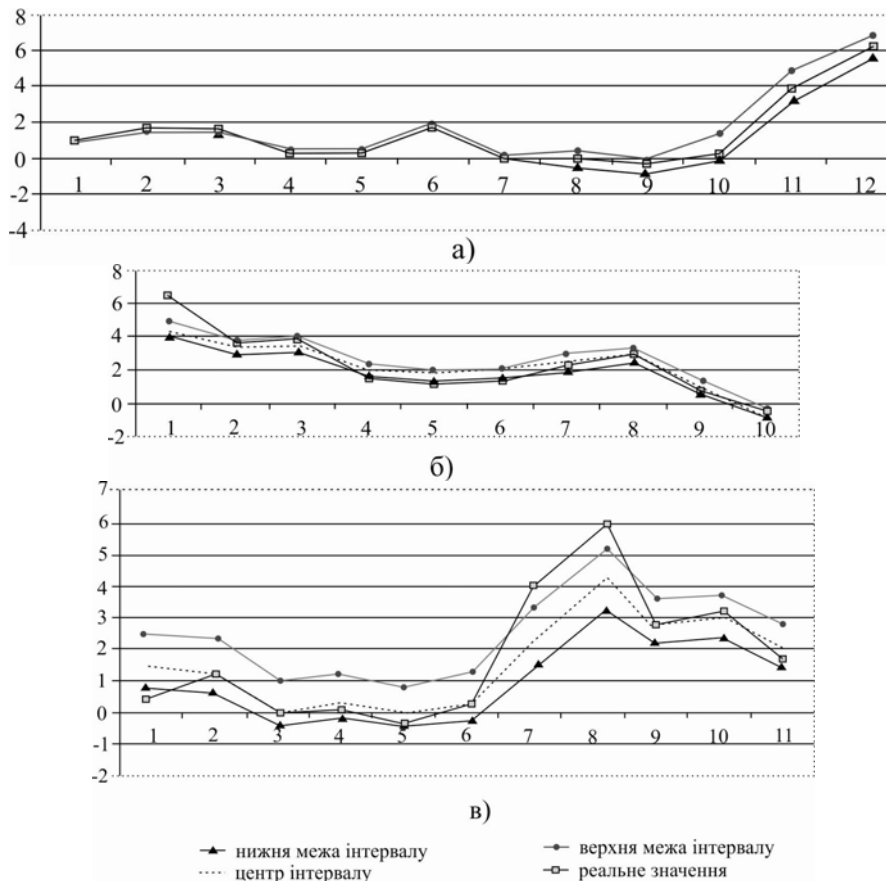 8
6
4
2
0
-2
-4
1 2 3 4 5 6 7 8 9 10 11 12
а)
8
6
4
2
0
-2
1 2 3 4 5 6 7 8 9 10
б)
7
6
5
4
3
2
1
0
-1
-2
1 2 3 4 5 6 7 8 9 10 11
в)
нижня межа інтервалу верхня межа інтервалу
центр інтервалу реальне значення